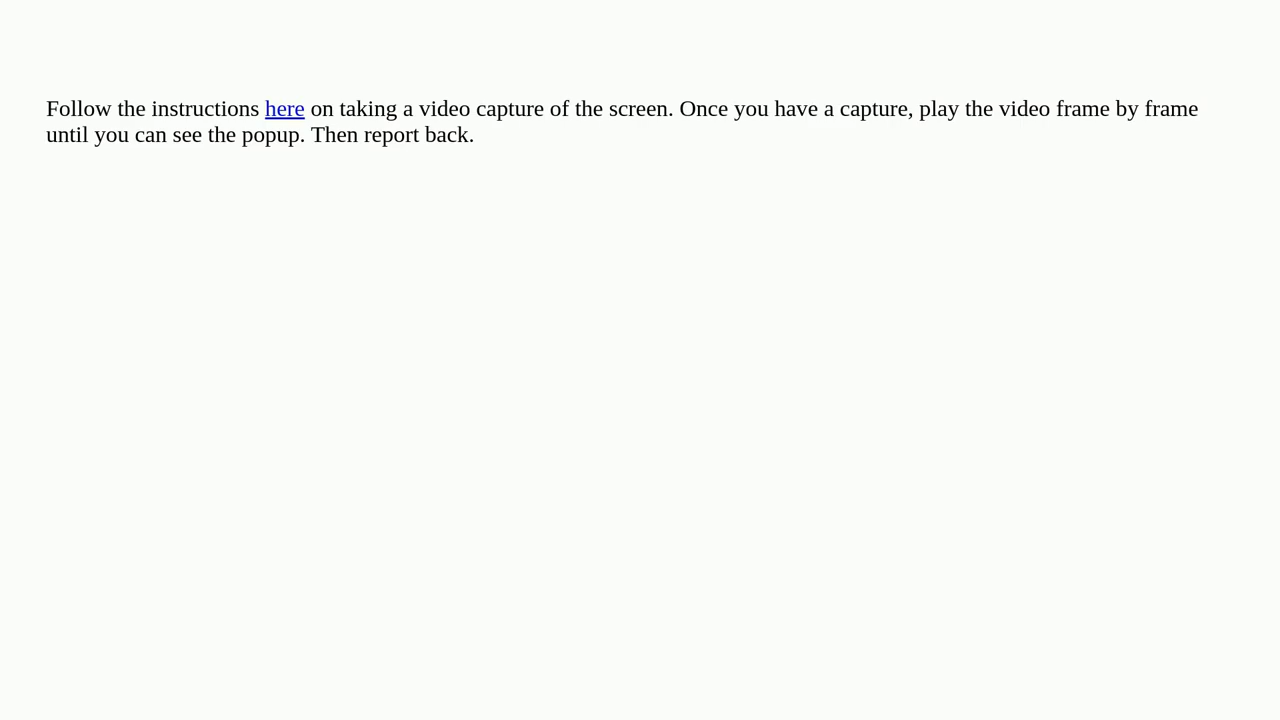 Follow the instructions here on taking a video capture of the screen. Once you have a capture, play the video frame by frame
until you can see the popup. Then report back.